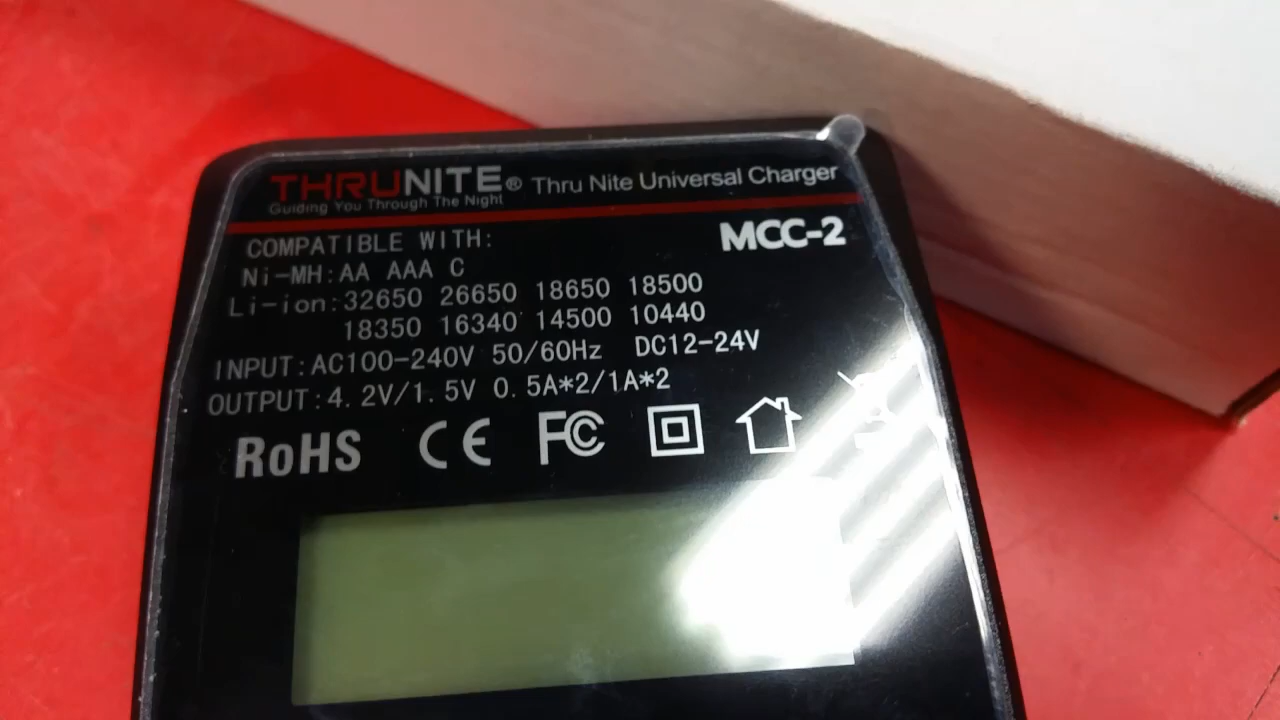 THRUNITE® Thru Nite Universal Charger
Guiding You Through The Night
MCC-2
COMPATIBLE WITH:
Ni-MH:AA AAA C
Li-ion:32650 26650 18650 18500
18350 16340 14500 10440
INPUT:AC100-240V 50/60Hz DC12-24V
OUTPUT:4.2V/1.5V 0.5A*2/1A*2
RoHS CE FC